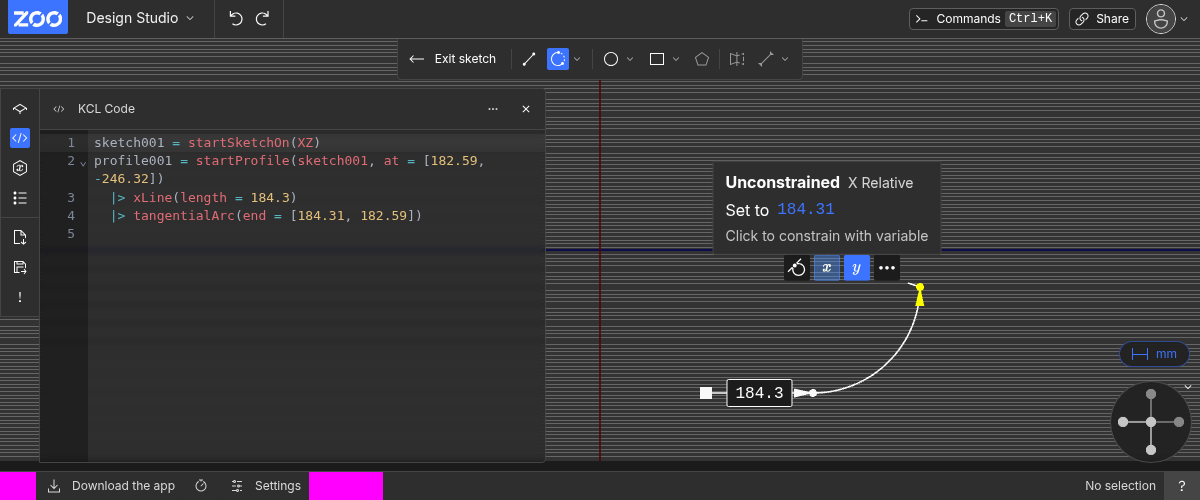 ZOO
Design Studio
Commands Ctrl+K
Share
Exit sketch
KCL Code
1 sketch001 = startSketchOn(XZ)
2 profile001 = startProfile(sketch001, at = [182.59,
-246.32])
3 |> xLine(length = 184.3)
4 |> tangentialArc(end = [184.31, 182.59])
5
Unconstrained X Relative
Set to 184.31
Click to constrain with variable
x y
184.3
mm
Download the app
Settings
No selection
?